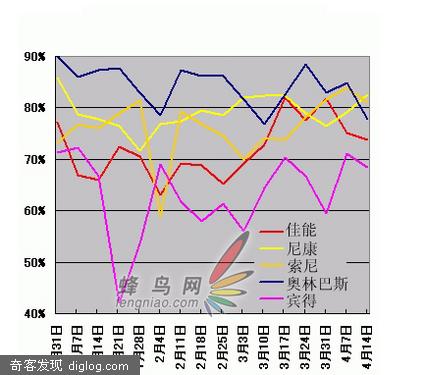 90%
80%
70%
60%
50%
40%
佳能
尼康
索尼
奥林巴斯
宾得
蜂鸟网
fengniao.com
月31日
月7日
月14日
月21日
月28日
2月4日
2月11日
2月18日
2月25日
3月3日
3月10日
3月17日
3月24日
3月31日
4月7日
4月14日
奇客发现 diglog.com